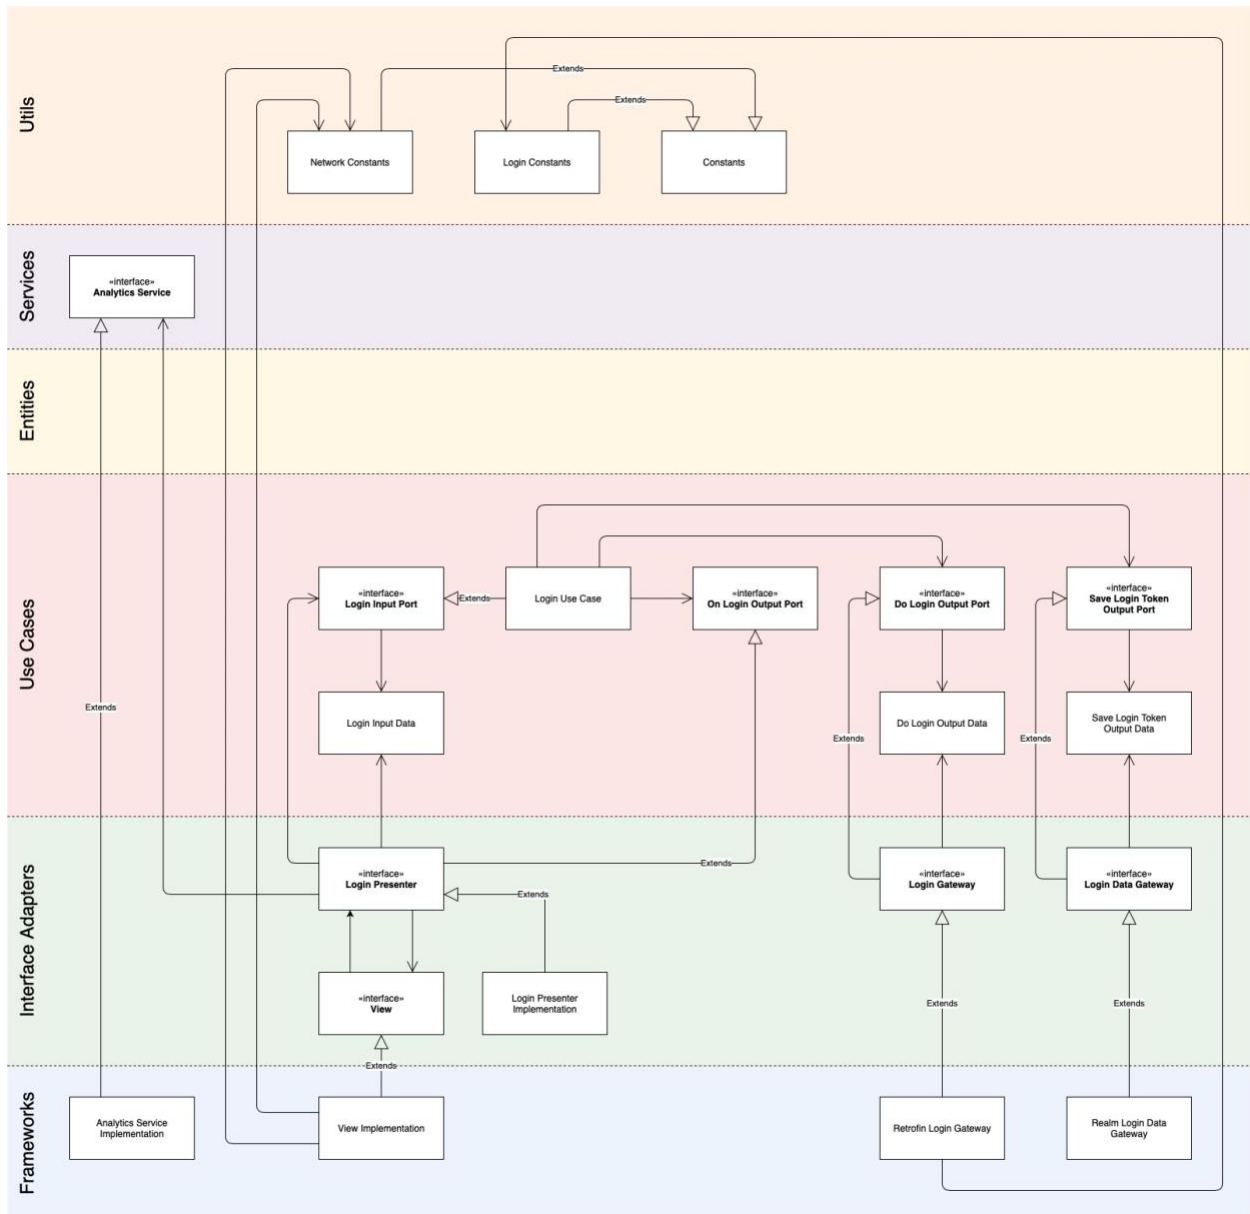 Utils
Extends
Extends
Network Constants
Login Constants
Constants
Services
«interface»
Analytics Service
Entities
Use Cases
«interface»
Login Input Port
Extends
Login Use Case
«interface»
On Login Output Port
«interface»
Do Login Output Port
«interface»
Save Login Token
Output Port
Login Input Data
Do Login Output Data
Save Login Token
Output Data
Extends
Extends
Extends
Interface Adapters
«interface»
Login Presenter
Extends
Extends
«interface»
Login Gateway
«interface»
Login Data Gateway
«interface»
View
Login Presenter
Implementation
Extends
Extends
Extends
Frameworks
Analytics Service
Implementation
View Implementation
Retrofin Login Gateway
Realm Login Data
Gateway